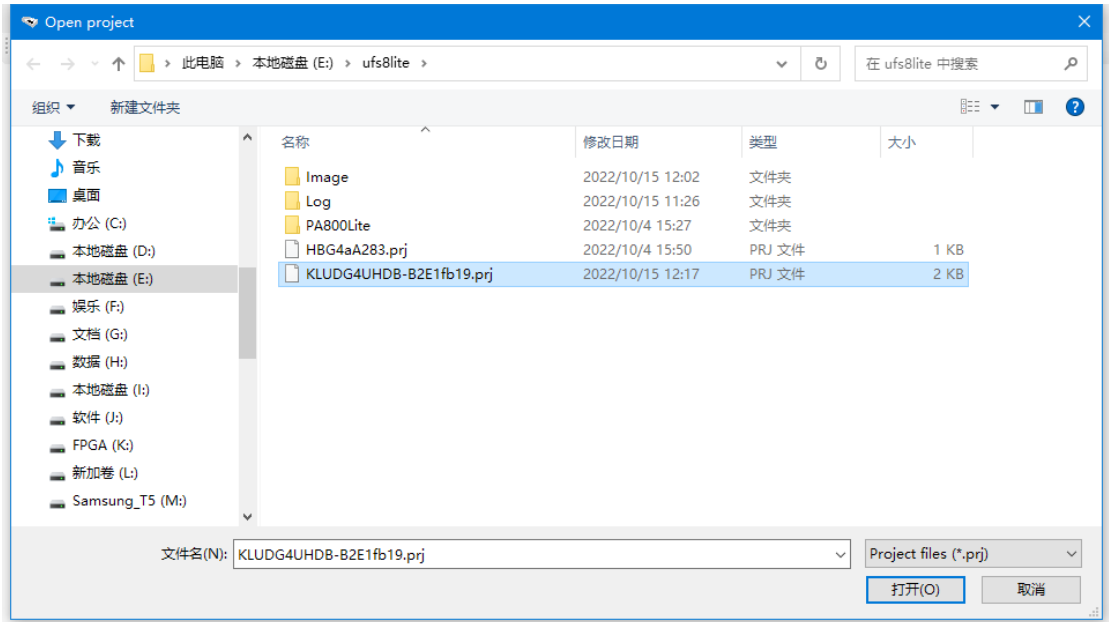 Open project
此电脑 › 本地磁盘 (E:) › ufs8lite ›
在 ufs8lite 中搜索
组织 新建文件夹
下载
音乐
桌面
办公 (C:)
本地磁盘 (D:)
本地磁盘 (E:)
娱乐 (F:)
文档 (G:)
数据 (H:)
本地磁盘 (I:)
软件 (J:)
FPGA (K:)
新加卷 (L:)
Samsung_T5 (M:)
名称 修改日期 类型 大小
Image 2022/10/15 12:02 文件夹
Log 2022/10/15 11:26 文件夹
PA800Lite 2022/10/4 15:27 文件夹
HBG4aA283.prj 2022/10/4 15:50 PRJ 文件 1 KB
KLUDG4UHDB-B2E1fb19.prj 2022/10/15 12:17 PRJ 文件 2 KB
文件名(N): KLUDG4UHDB-B2E1fb19.prj Project files (*.prj)
打开(O) 取消